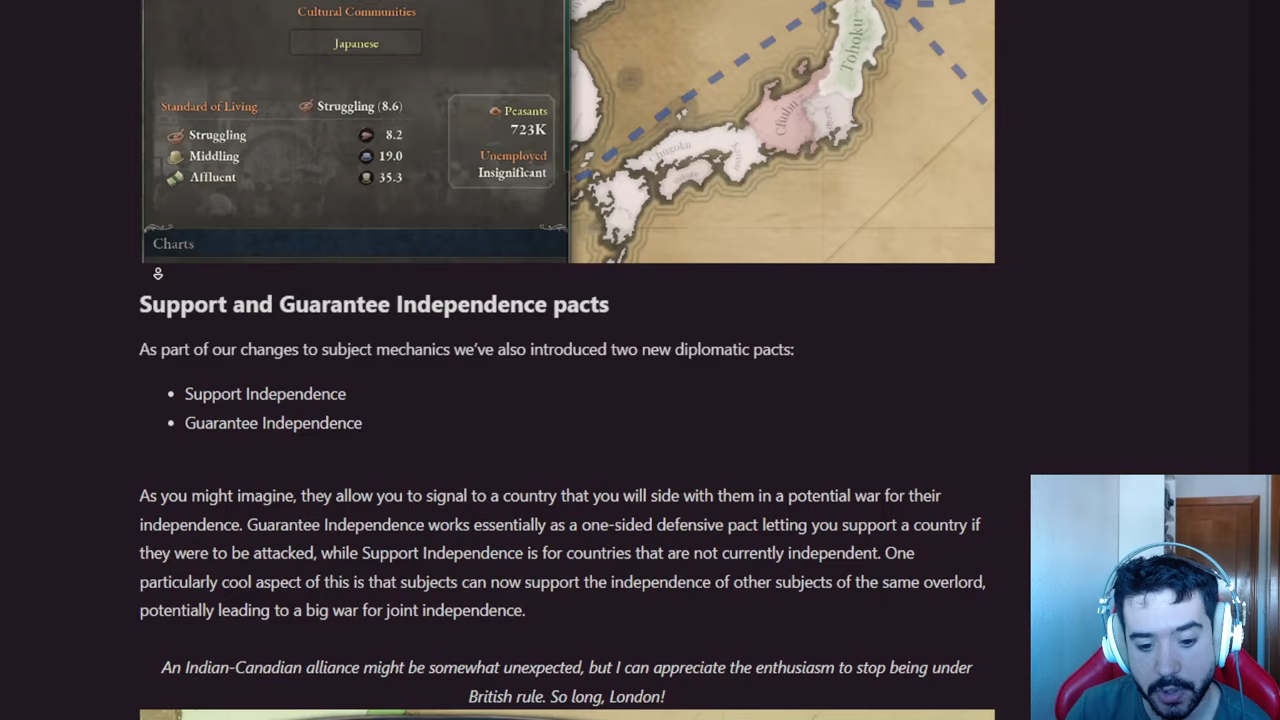 Cultural Communities
Japanese
Standard of Living
Struggling (8.6)
Struggling 8.2
Middling 19.0
Affluent 35.3
Peasants
723K
Unemployed
Insignificant
Charts
Tohoku
Chubu
Chugoku
Support and Guarantee Independence pacts
As part of our changes to subject mechanics we've also introduced two new diplomatic pacts:
• Support Independence
• Guarantee Independence
As you might imagine, they allow you to signal to a country that you will side with them in a potential war for their
independence. Guarantee Independence works essentially as a one-sided defensive pact letting you support a country if
they were to be attacked, while Support Independence is for countries that are not currently independent. One
particularly cool aspect of this is that subjects can now support the independence of other subjects of the same overlord,
potentially leading to a big war for joint independence.
An Indian-Canadian alliance might be somewhat unexpected, but I can appreciate the enthusiasm to stop being under
British rule. So long, London!